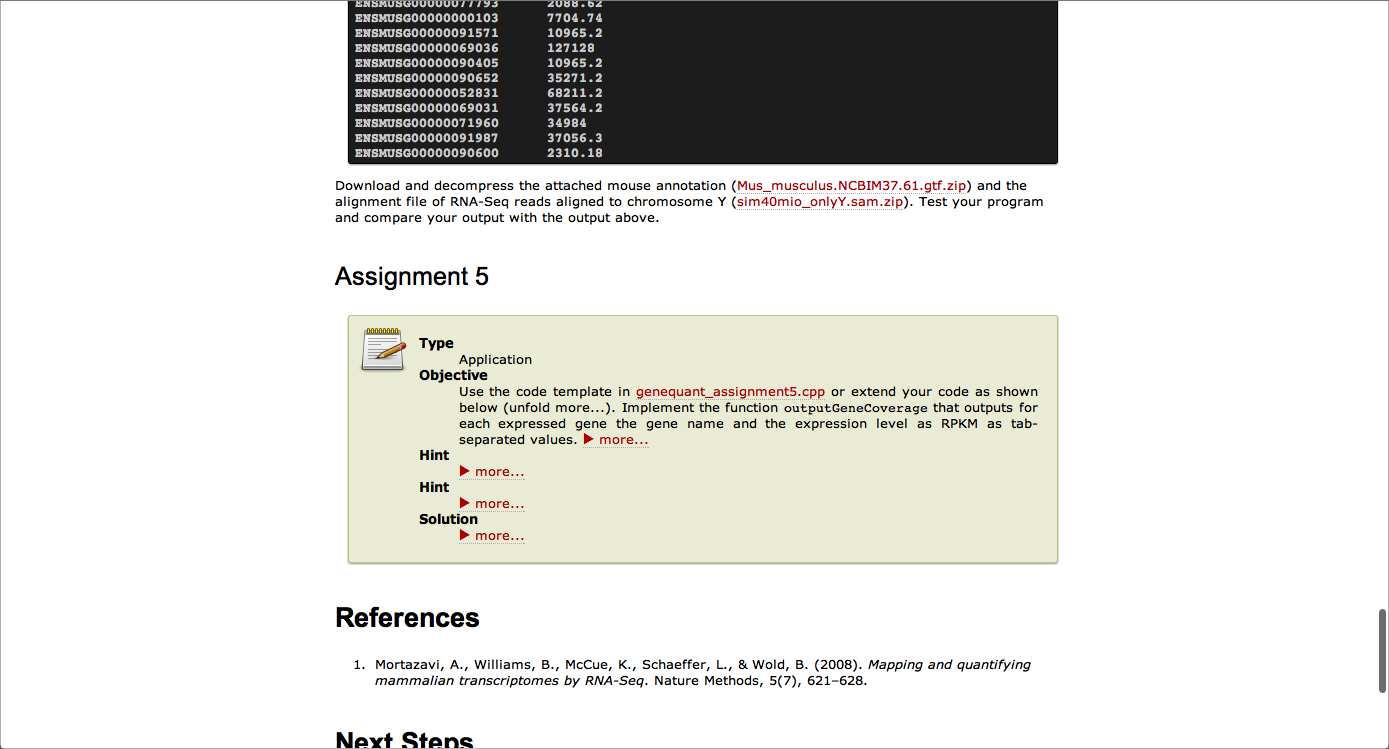 ENSMUSG00000077793 2088.62
ENSMUSG00000000103 7704.74
ENSMUSG00000091571 10965.2
ENSMUSG00000069036 127128
ENSMUSG00000090405 10965.2
ENSMUSG00000090652 35271.2
ENSMUSG00000052831 68211.2
ENSMUSG00000069031 37564.2
ENSMUSG00000071960 34984
ENSMUSG00000091987 37056.3
ENSMUSG00000090600 2310.18
Download and decompress the attached mouse annotation (Mus_musculus.NCBIM37.61.gtf.zip) and the
alignment file of RNA-Seq reads aligned to chromosome Y (sim40mio_onlyY.sam.zip). Test your program
and compare your output with the output above.
Assignment 5
Type
Application
Objective
Use the code template in genequant_assignment5.cpp or extend your code as shown
below (unfold more...). Implement the function outputGeneCoverage that outputs for
each expressed gene the gene name and the expression level as RPKM as tab-
separated values. ▶ more...
Hint
▶ more...
Hint
▶ more...
Solution
▶ more...
References
1. Mortazavi, A., Williams, B., McCue, K., Schaeffer, L., & Wold, B. (2008). Mapping and quantifying
mammalian transcriptomes by RNA-Seq. Nature Methods, 5(7), 621–628.
Next Steps